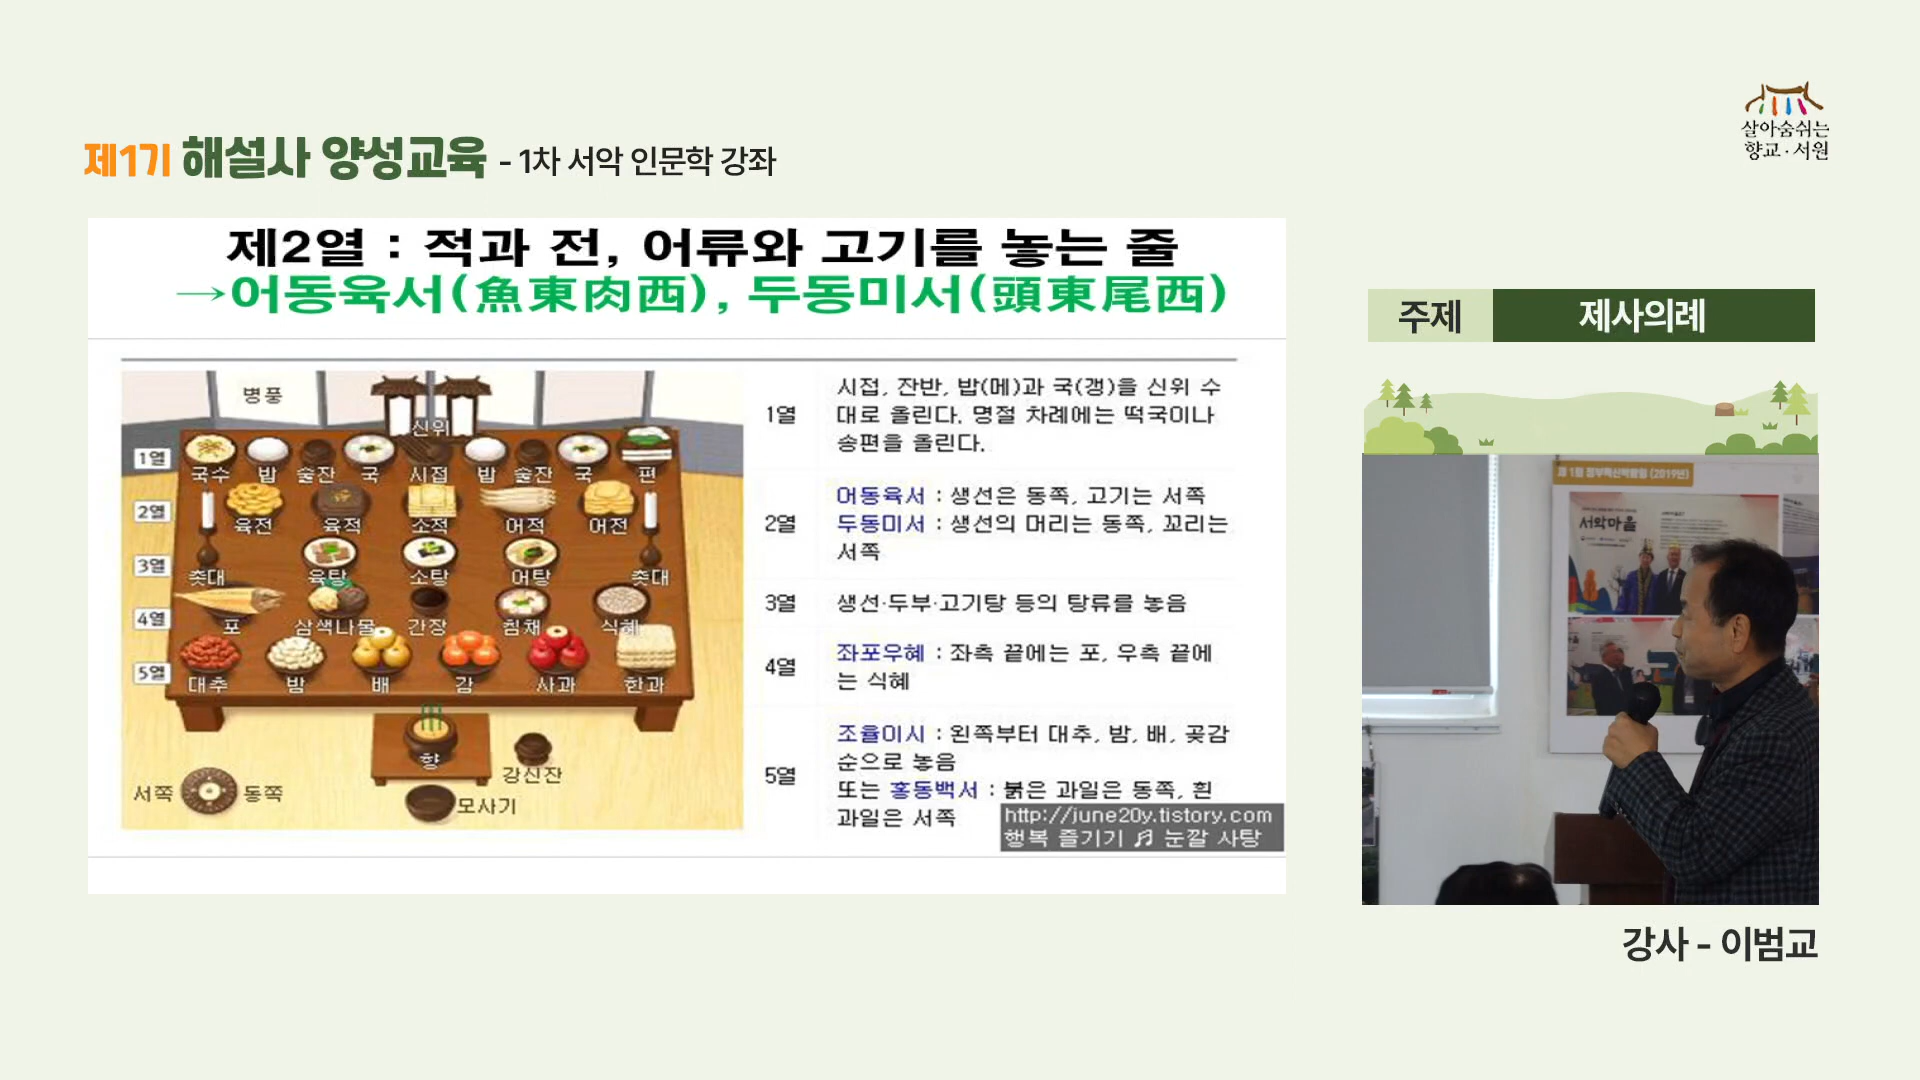 살아숨쉬는
향교·서원
제1기 해설사 양성교육 - 1차 서악 인문학 강좌
제2열 : 적과 전, 어류와 고기를 놓는 줄
→어동육서(魚東肉西), 두동미서(頭東尾西)
병풍
신위
1열
국수 밥 술잔 국 시접 밥 술잔 국 편
2열
육전 육적 소적 어적 어전
3열
촛대 육탕 소탕 어탕 촛대
4열
포 삼색나물 간장 침채 식혜
5열
대추 밤 배 감 사과 한과
향
강신잔
서쪽 동쪽
모사기
1열
시접, 잔반, 밥(메)과 국(갱)을 신위 수
대로 올린다. 명절 차례에는 떡국이나
송편을 올린다.
2열
어동육서 : 생선은 동쪽, 고기는 서쪽
두동미서 : 생선의 머리는 동쪽, 꼬리는
서쪽
3열
생선·두부·고기탕 등의 탕류를 놓음
4열
좌포우혜 : 좌측 끝에는 포, 우측 끝에
는 식혜
5열
조율이시 : 왼쪽부터 대추, 밤, 배, 곶감
순으로 놓음
또는 홍동백서 : 붉은 과일은 동쪽, 흰
과일은 서쪽
http://june20y.tistory.com
행복 즐기기 ♬ 눈깔 사탕
주제 제사의례
제 1회 정부혁신박람회 (2019년)
서악마을
강사 - 이범교